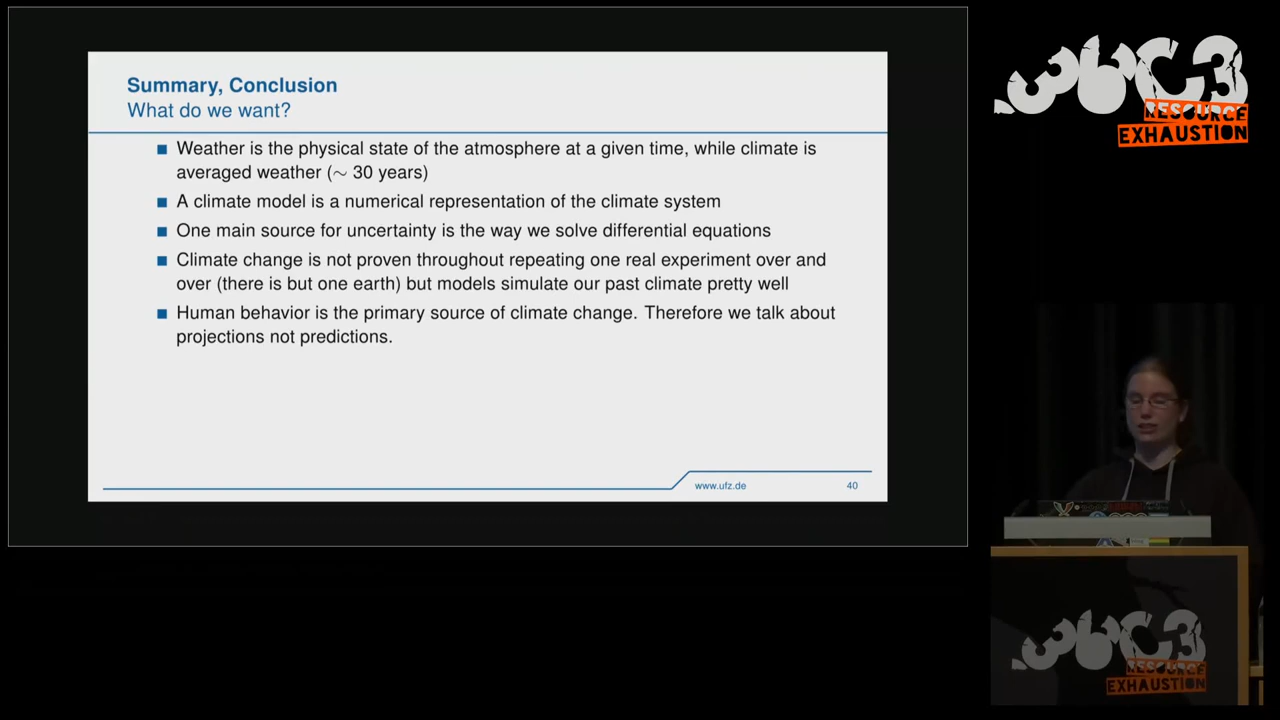 Summary, Conclusion
What do we want?
■ Weather is the physical state of the atmosphere at a given time, while climate is
averaged weather (∼ 30 years)
■ A climate model is a numerical representation of the climate system
■ One main source for uncertainty is the way we solve differential equations
■ Climate change is not proven throughout repeating one real experiment over and
over (there is but one earth) but models simulate our past climate pretty well
■ Human behavior is the primary source of climate change. Therefore we talk about
projections not predictions.
www.ufz.de
40
36C3
RESOURCE
EXHAUSTION
36C3
RESOURCE
EXHAUSTION